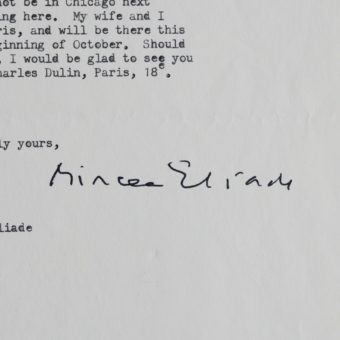 not be in Chicago next
ing here. My wife and I
ris, and will be there this
ginning of October. Should
, I would be glad to see you
harles Dulin, Paris, 18e.
ly yours,
Mircea Eliade
liade